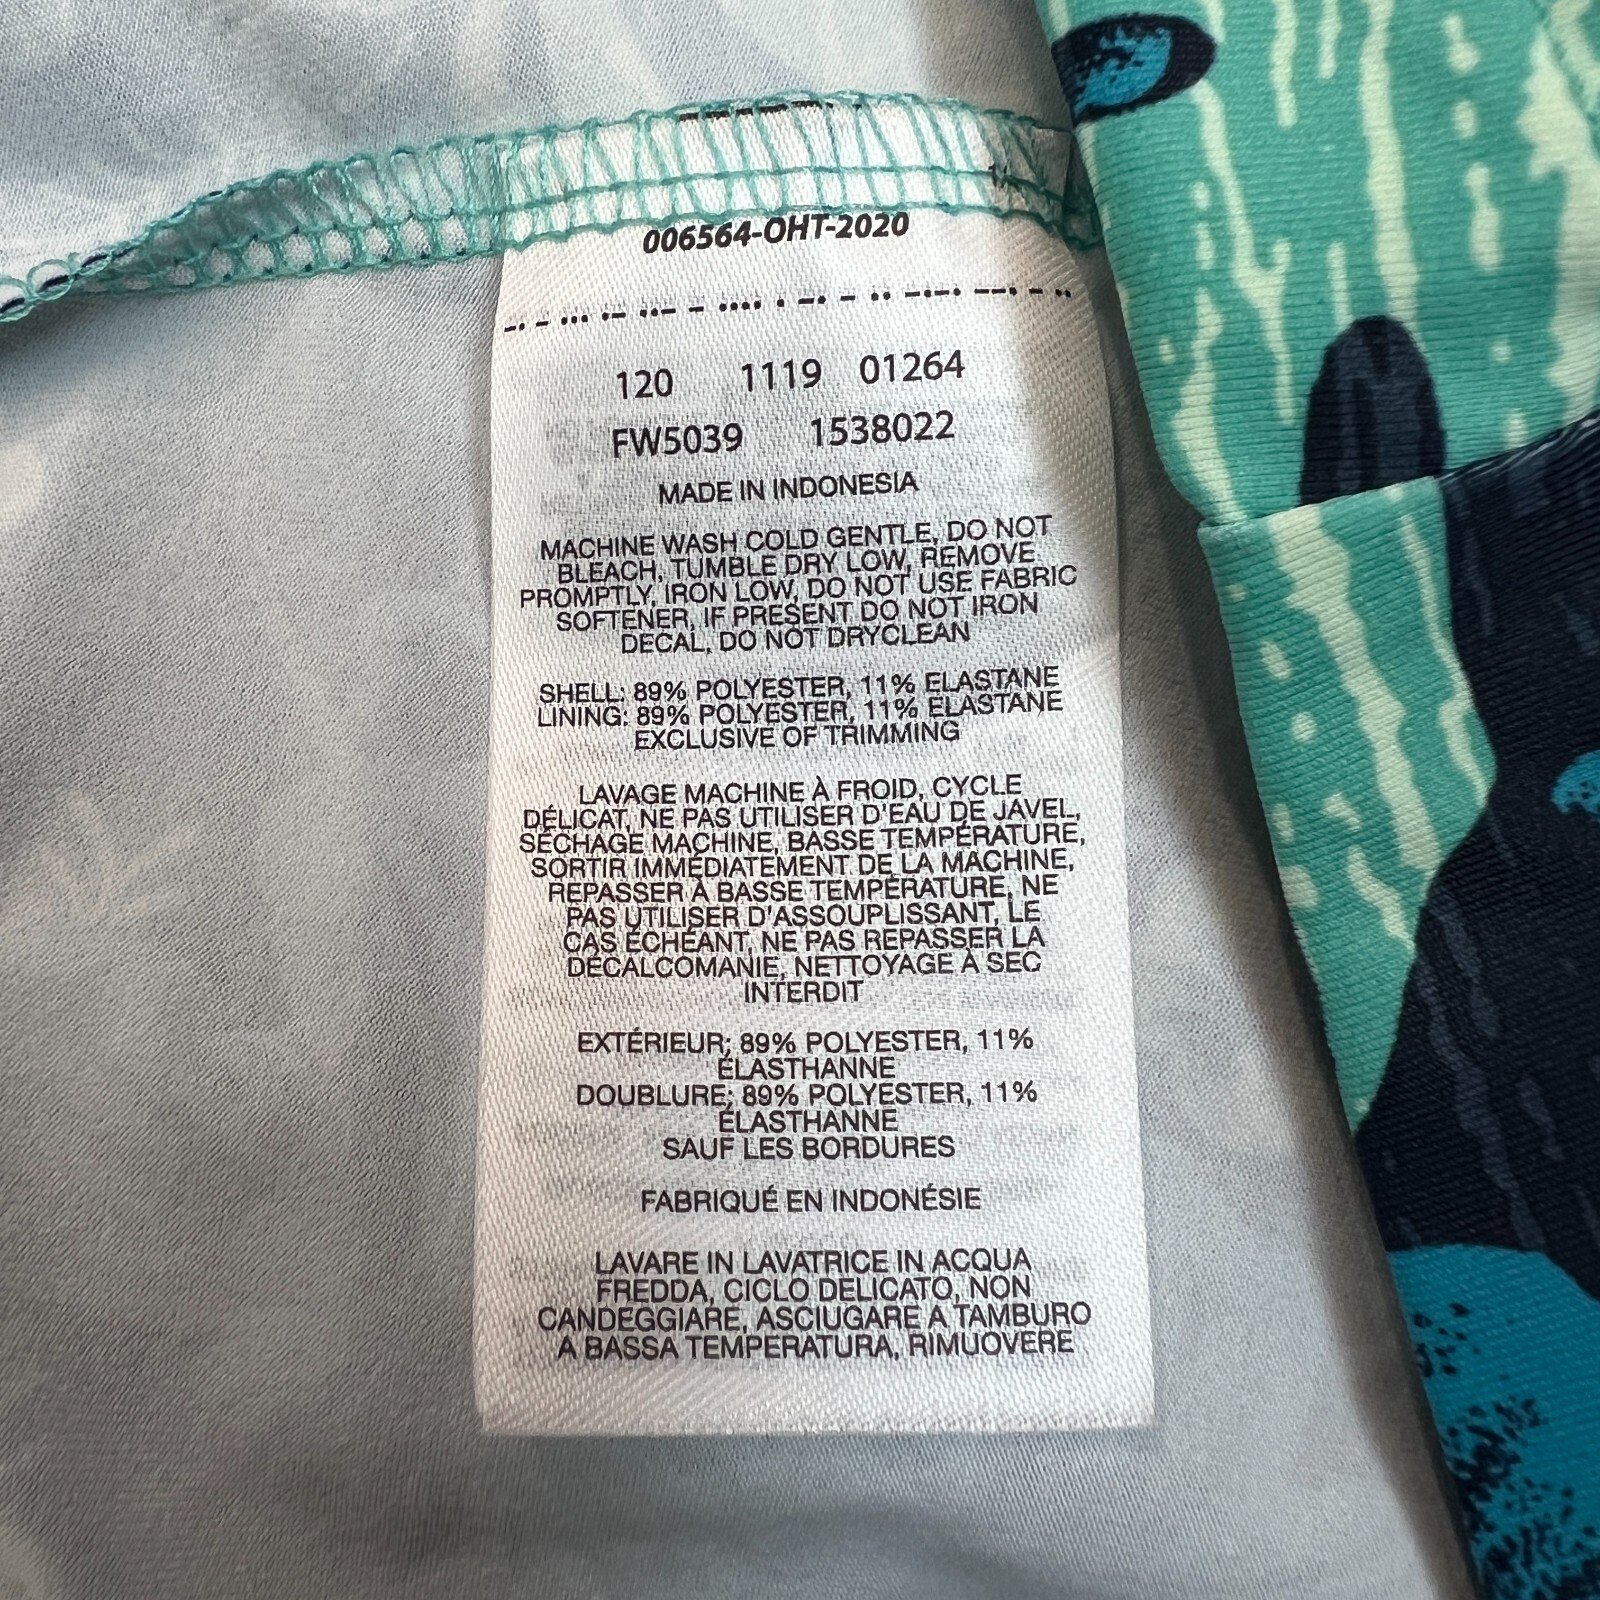 006564-OHT-2020
120 1119 01264
FW5039 1538022
MADE IN INDONESIA
MACHINE WASH COLD GENTLE, DO NOT
BLEACH, TUMBLE DRY LOW, REMOVE
PROMPTLY, IRON LOW, DO NOT USE FABRIC
SOFTENER, IF PRESENT DO NOT IRON
DECAL, DO NOT DRYCLEAN
SHELL: 89% POLYESTER, 11% ELASTANE
LINING: 89% POLYESTER, 11% ELASTANE
EXCLUSIVE OF TRIMMING
LAVAGE MACHINE À FROID, CYCLE
DÉLICAT, NE PAS UTILISER D'EAU DE JAVEL,
SÉCHAGE MACHINE, BASSE TEMPÉRATURE,
SORTIR IMMÉDIATEMENT DE LA MACHINE,
REPASSER À BASSE TEMPÉRATURE, NE
PAS UTILISER D'ASSOUPLISSANT, LE
CAS ÉCHÉANT, NE PAS REPASSER LA
DÉCALCOMANIE, NETTOYAGE À SEC
INTERDIT
EXTÉRIEUR: 89% POLYESTER, 11%
ÉLASTHANNE
DOUBLURE: 89% POLYESTER, 11%
ÉLASTHANNE
SAUF LES BORDURES
FABRIQUÉ EN INDONÉSIE
LAVARE IN LAVATRICE IN ACQUA
FREDDA, CICLO DELICATO, NON
CANDEGGIARE, ASCIUGARE A TAMBURO
A BASSA TEMPERATURA, RIMUOVERE